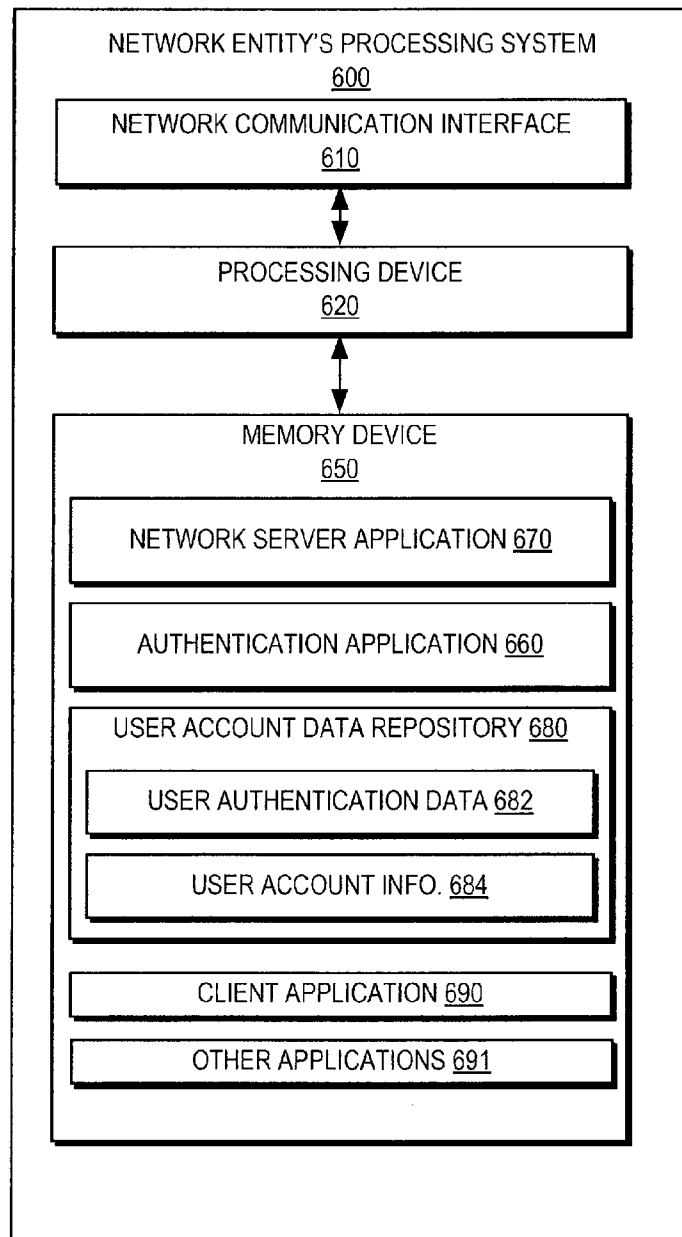 NETWORK ENTITY'S PROCESSING SYSTEM
600
NETWORK COMMUNICATION INTERFACE
610
PROCESSING DEVICE
620
MEMORY DEVICE
650
NETWORK SERVER APPLICATION 670
AUTHENTICATION APPLICATION 660
USER ACCOUNT DATA REPOSITORY 680
USER AUTHENTICATION DATA 682
USER ACCOUNT INFO. 684
CLIENT APPLICATION 690
OTHER APPLICATIONS 691